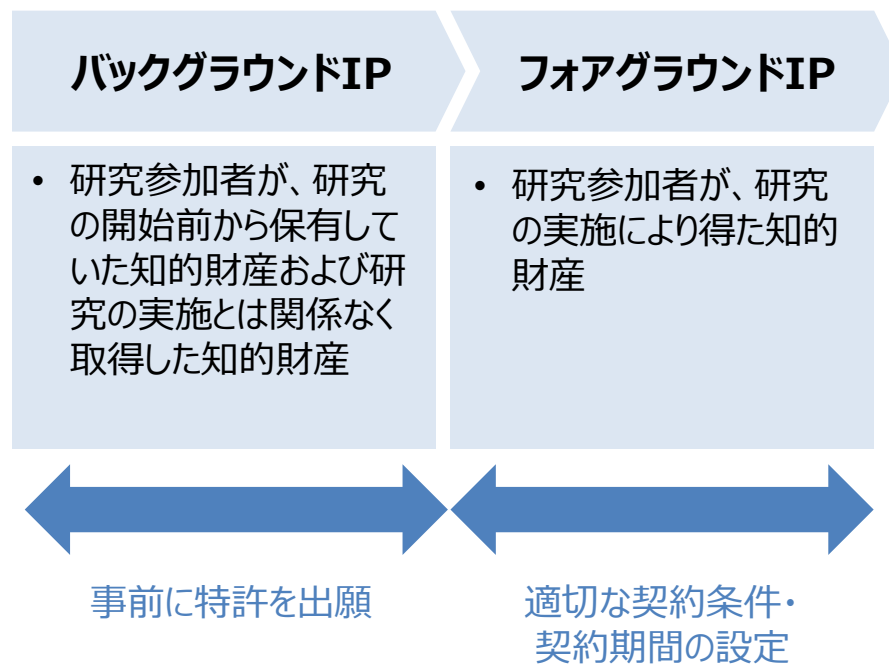 バックグラウンドIP
フォアグラウンドIP
• 研究参加者が、研究
の開始前から保有して
いた知的財産および研
究の実施とは関係なく
取得した知的財産
• 研究参加者が、研究
の実施により得た知的
財産
事前に特許を出願
適切な契約条件・
契約期間の設定